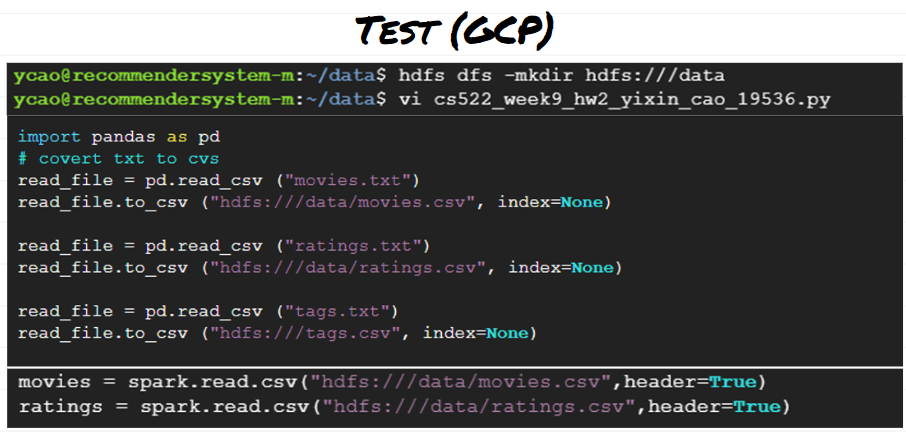 Test (GCP)
ycao@recommendersystem-m:~/data$ hdfs dfs -mkdir hdfs:///data
ycao@recommendersystem-m:~/data$ vi cs522_week9_hw2_yixin_cao_19536.py
import pandas as pd
# covert txt to cvs
read_file = pd.read_csv ("movies.txt")
read_file.to_csv ("hdfs:///data/movies.csv", index=None)
read_file = pd.read_csv ("ratings.txt")
read_file.to_csv ("hdfs:///data/ratings.csv", index=None)
read_file = pd.read_csv ("tags.txt")
read_file.to_csv ("hdfs:///tags.csv", index=None)
movies = spark.read.csv("hdfs:///data/movies.csv",header=True)
ratings = spark.read.csv("hdfs:///data/ratings.csv",header=True)